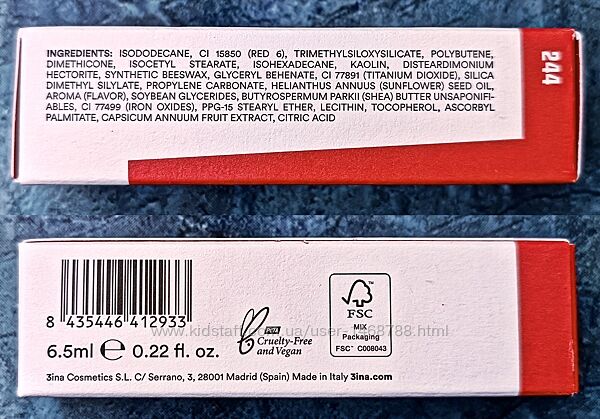 INGREDIENTS: ISODODECANE, CI 15850 (RED 6), TRIMETHYLSILOXYSILICATE, POLYBUTENE,
DIMETHICONE, ISOCETYL STEARATE, ISOHEXADECANE, KAOLIN, DISTEARDIMONIUM
HECTORITE, SYNTHETIC BEESWAX, GLYCERYL BEHENATE, CI 77891 (TITANIUM DIOXIDE), SILICA
DIMETHYL SILYLATE, PROPYLENE CARBONATE, HELIANTHUS ANNUUS (SUNFLOWER) SEED OIL,
AROMA (FLAVOR), SOYBEAN GLYCERIDES, BUTYROSPERMUM PARKII (SHEA) BUTTER UNSAPONIFI-
ABLES, CI 77499 (IRON OXIDES), PPG-15 STEARYL ETHER, LECITHIN, TOCOPHEROL, ASCORBYL
PALMITATE, CAPSICUM ANNUUM FRUIT EXTRACT, CITRIC ACID
244
8 435446 412933
6.5ml e 0.22 fl. oz.
PETA
Cruelty-Free
and Vegan
FSC
MIX
Packaging
FSC™ C008043
3ina Cosmetics S.L. C/ Serrano, 3, 28001 Madrid (Spain) Made in Italy 3ina.com